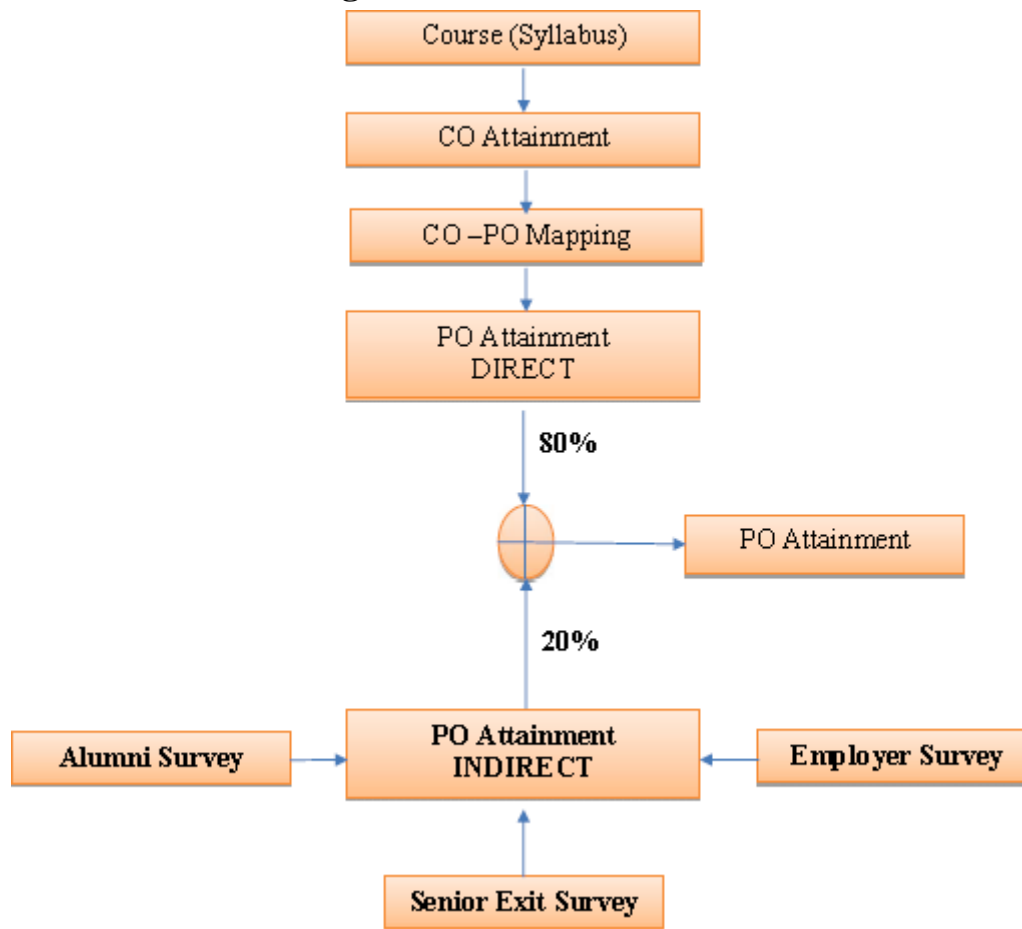 Course (Syllabus)
CO Attainment
CO –PO Mapping
PO Attainment
DIRECT
80%
PO Attainment
20%
PO Attainment
INDIRECT
Alumni Survey
Employer Survey
Senior Exit Survey